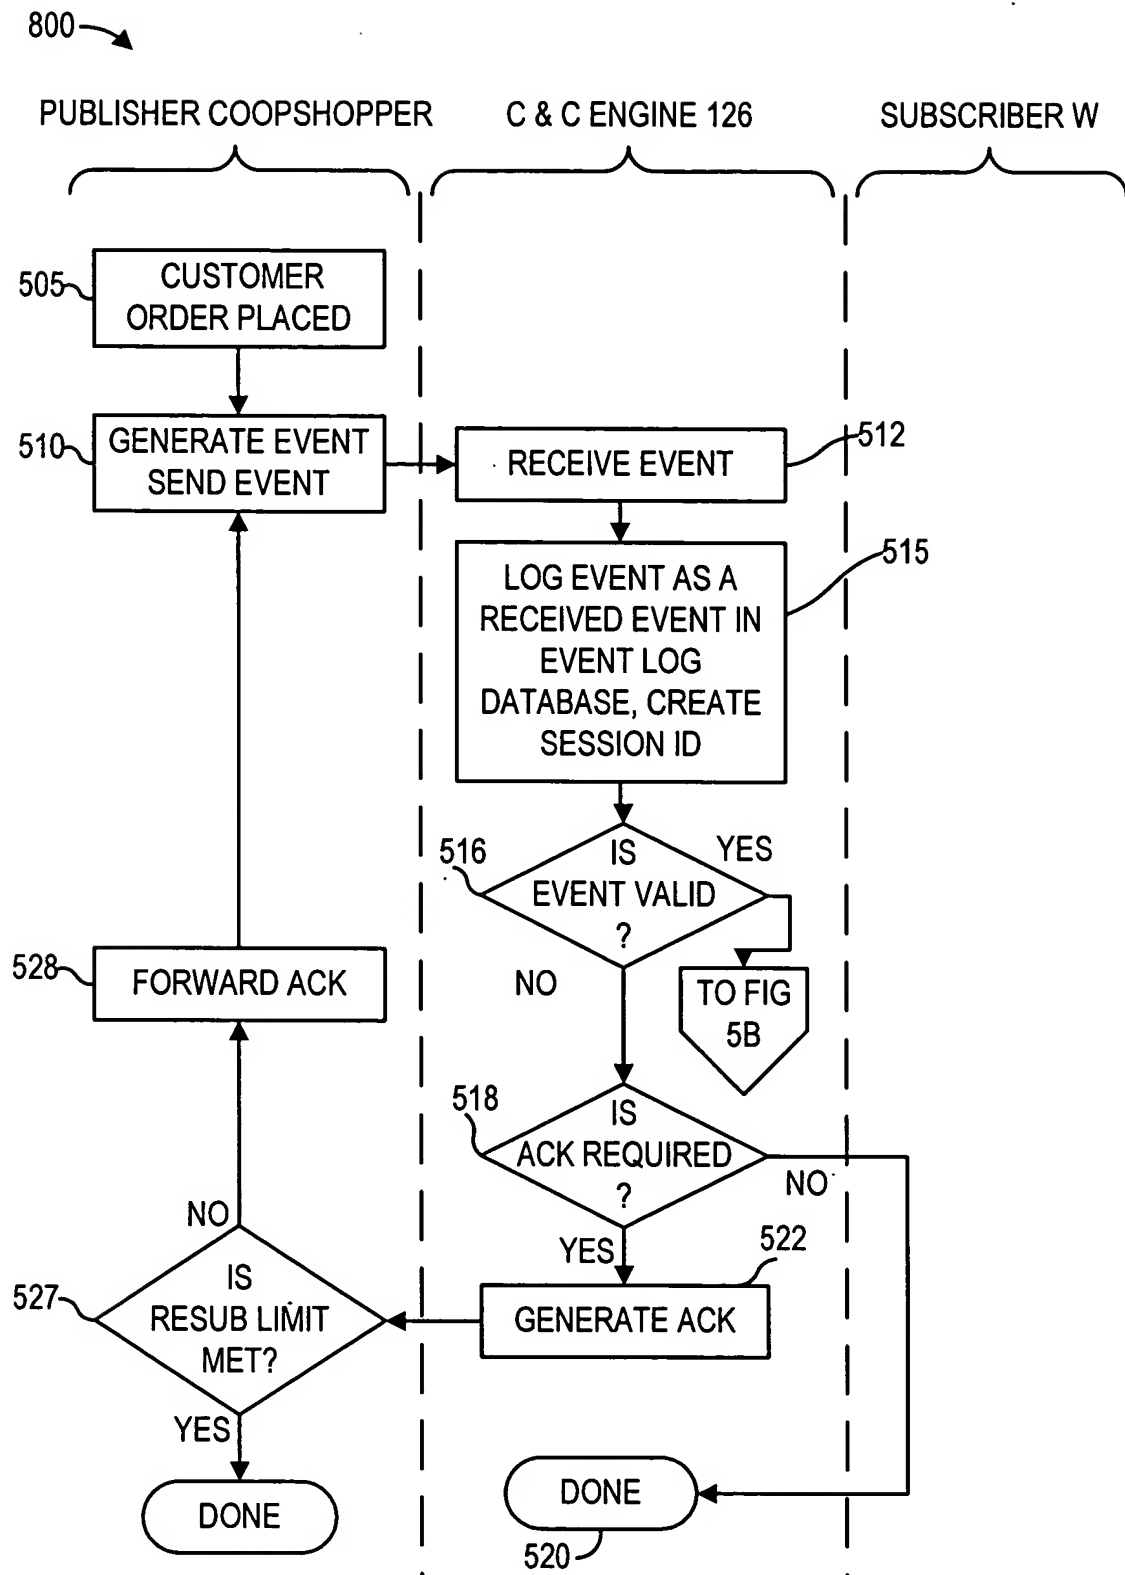 800
PUBLISHER COOPSHOPPER
C & C ENGINE 126
SUBSCRIBER W
505
CUSTOMER
ORDER PLACED
510
GENERATE EVENT
SEND EVENT
RECEIVE EVENT
512
LOG EVENT AS A
RECEIVED EVENT IN
EVENT LOG
DATABASE, CREATE
SESSION ID
515
516
IS
EVENT VALID
?
YES
NO
TO FIG
5B
528
FORWARD ACK
518
IS
ACK REQUIRED
?
NO
YES
522
GENERATE ACK
NO
527
IS
RESUB LIMIT
MET?
YES
DONE
DONE
520